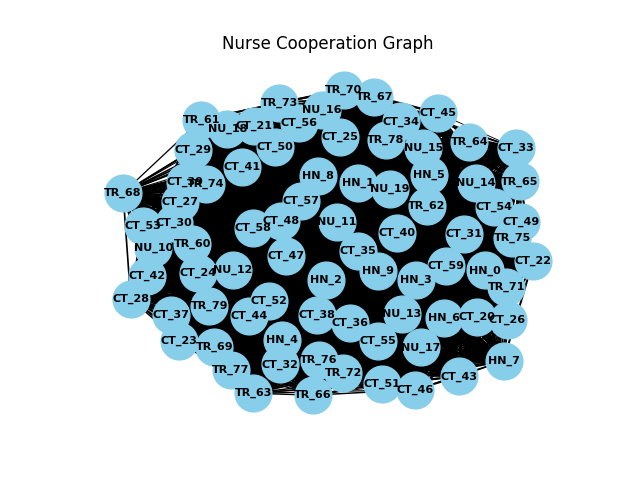 Nurse Cooperation Graph
TR_70
TR_67
TR_73
NU_16
CT_45
TR_61
CT_34
CT_21
CT_56
NU_18
CT_25
TR_78
TR_64
NU_15
CT_33
CT_29
CT_50
CT_41
HN_5
HN_8
TR_65
TR_74
HN_1
NU_14
NU_19
TR_68
CT_27
CT_57
TR_62
CT_54
CT_48
NU_11
CT_49
CT_30
CT_53
CT_58
CT_40
CT_31
TR_75
TR_60
NU_10
CT_35
CT_47
CT_22
CT_59
NU_12
HN_9
HN_0
CT_24
CT_42
HN_2
HN_3
TR_71
CT_28
CT_52
TR_79
CT_37
CT_44
CT_38
NU_13
HN_6
CT_20
CT_26
CT_36
HN_4
CT_23
CT_55
TR_69
NU_17
TR_76
HN_7
CT_32
TR_77
TR_72
CT_43
CT_51
CT_46
TR_63
TR_66